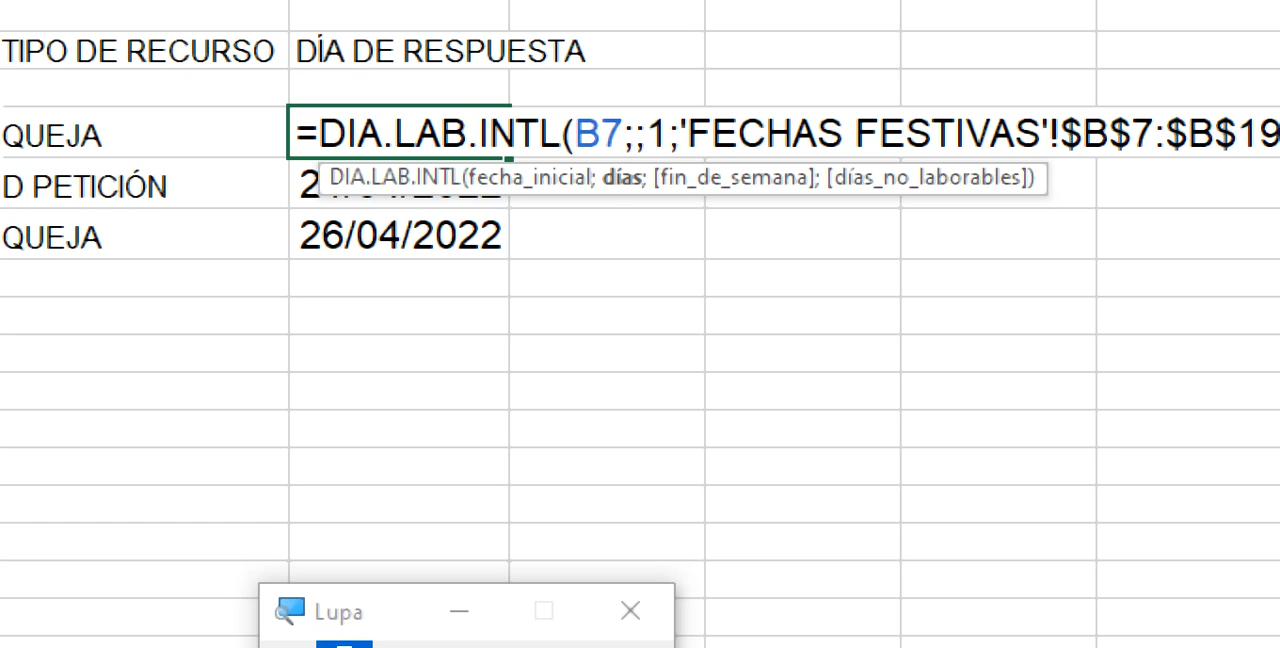 TIPO DE RECURSO DÍA DE RESPUESTA
QUEJA =DIA.LAB.INTL(B7;;1;'FECHAS FESTIVAS'!$B$7:$B$19
DIA.LAB.INTL(fecha_inicial; días; [fin_de_semana]; [días_no_laborables])
D PETICIÓN
QUEJA 26/04/2022
Lupa